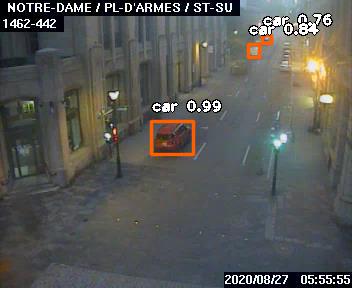 NOTRE-DAME / PL-D'ARMES / ST-SU
1462-442
car 0.76
car 0.84
car 0.99
2020/08/27 05:55:55